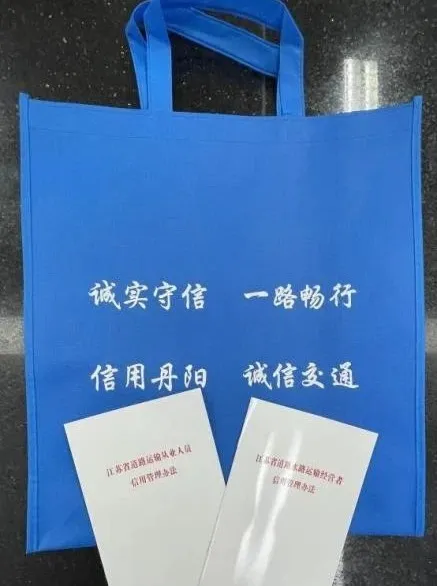 诚实守信 一路畅行
信用丹阳 诚信交通
江苏省道路运输从业人员
信用管理办法
江苏省道路水路运输经营者
信用管理办法